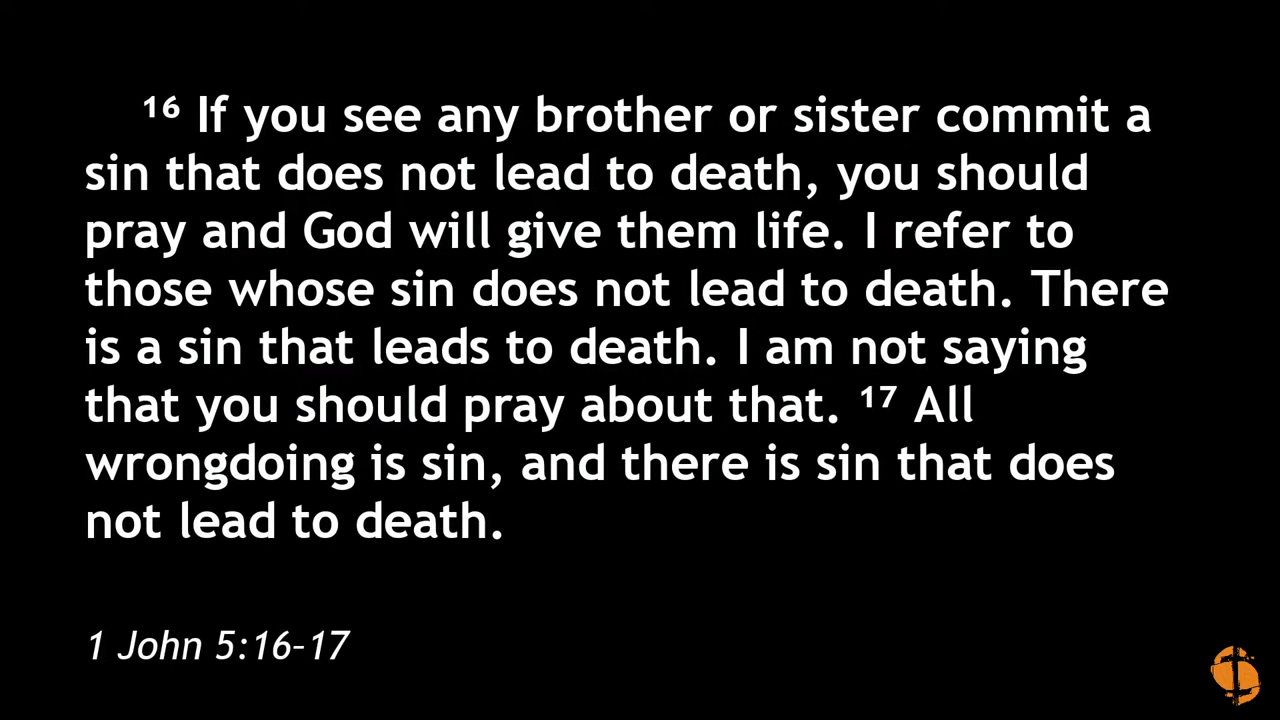 ¹⁶ If you see any brother or sister commit a
sin that does not lead to death, you should
pray and God will give them life. I refer to
those whose sin does not lead to death. There
is a sin that leads to death. I am not saying
that you should pray about that. ¹⁷ All
wrongdoing is sin, and there is sin that does
not lead to death.
1 John 5:16–17